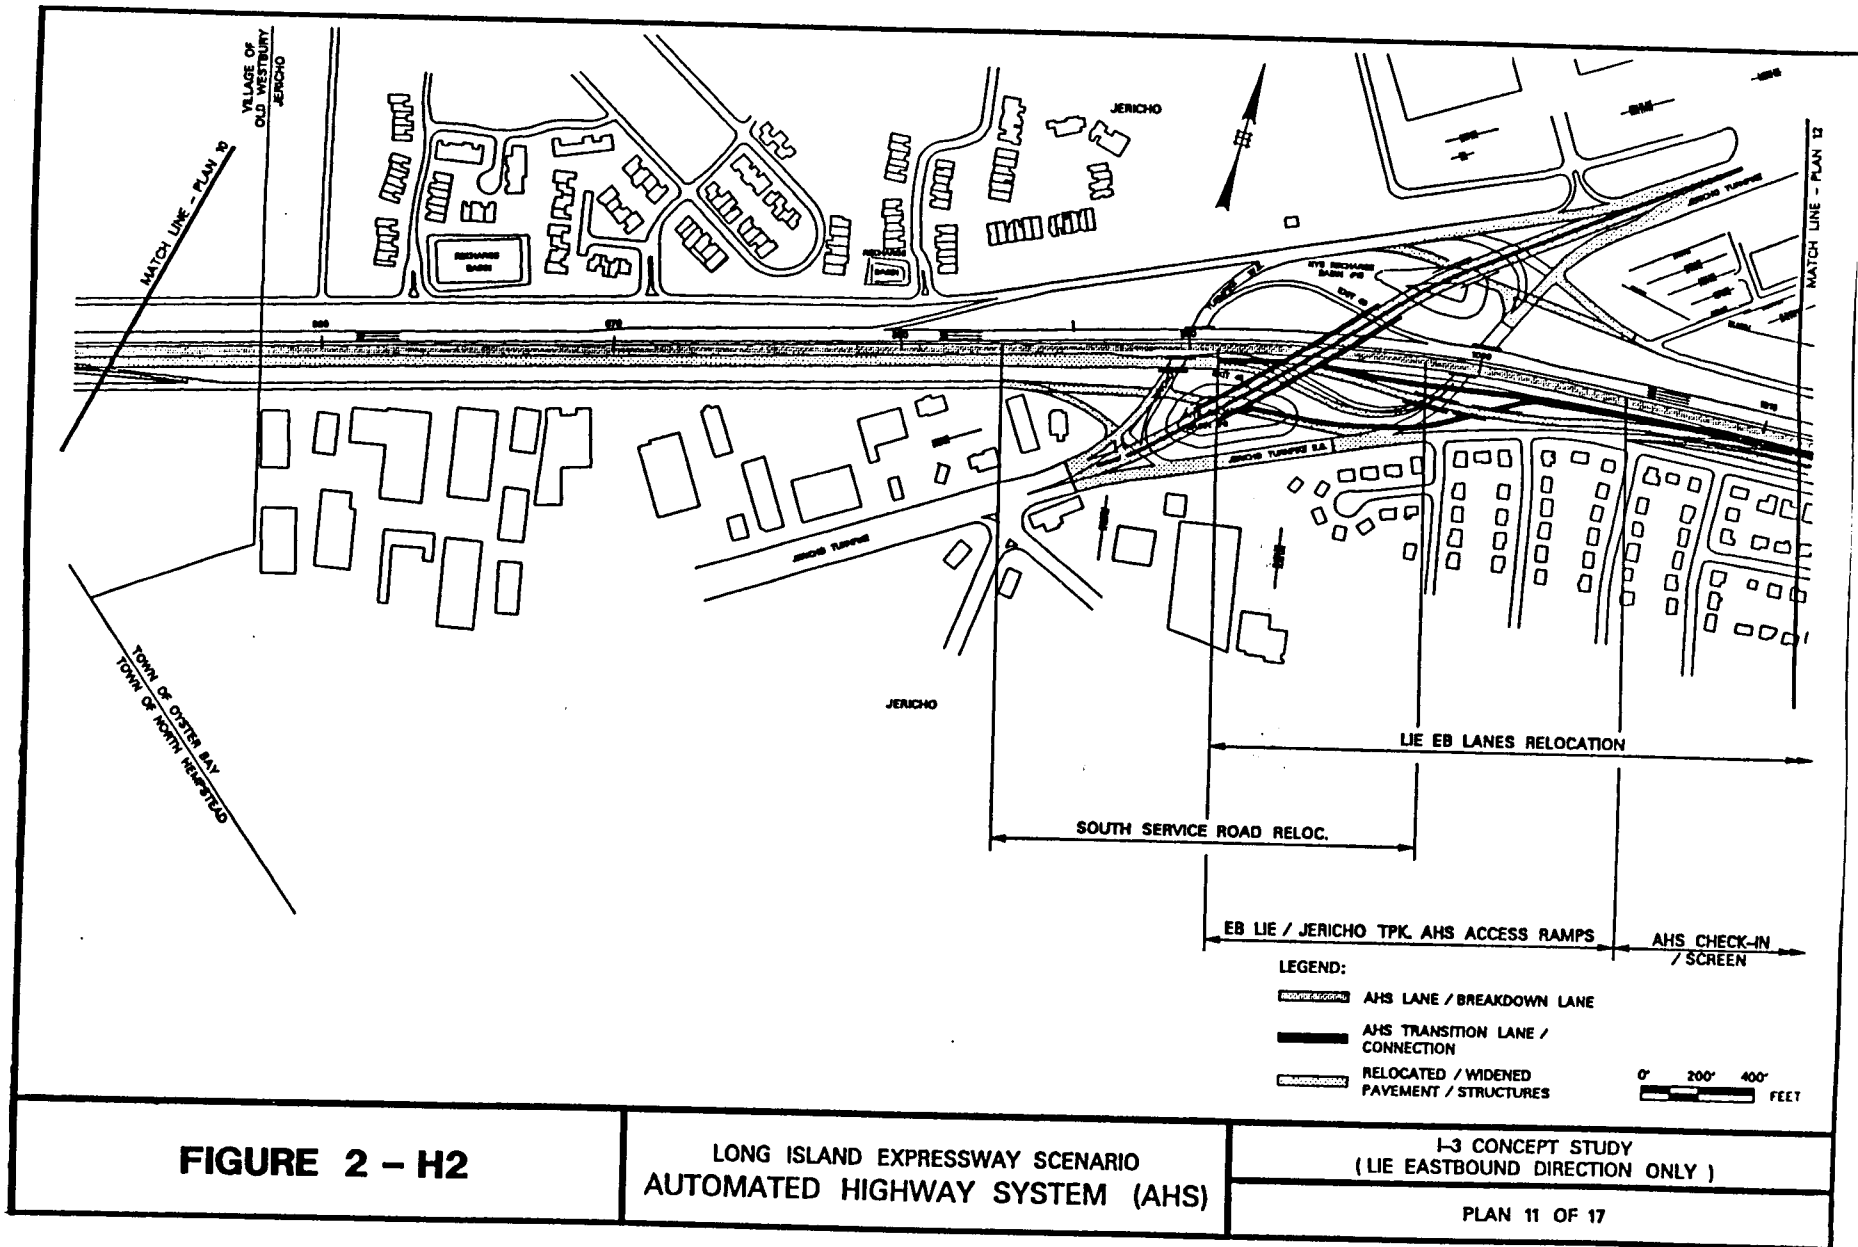 VILLAGE OF
OLD WESTBURY
JERICHO
MATCH LINE - PLAN 10
JERICHO
MATCH LINE - PLAN 12
JERICHO TURNPIKE
RECHARGE
BASIN
RECHARGE
BASIN
NYS RECHARGE
JERICHO TURNPIKE
JERICHO TURNPIKE
TOWN OF OYSTER BAY
TOWN OF NORTH HEMPSTEAD
JERICHO
LIE EB LANES RELOCATION
SOUTH SERVICE ROAD RELOC.
EB LIE / JERICHO TPK. AHS ACCESS RAMPS
AHS CHECK-IN
/ SCREEN
LEGEND:
AHS LANE / BREAKDOWN LANE
AHS TRANSITION LANE /
CONNECTION
RELOCATED / WIDENED
PAVEMENT / STRUCTURES
0' 200' 400'
FEET
FIGURE 2 - H2
LONG ISLAND EXPRESSWAY SCENARIO
AUTOMATED HIGHWAY SYSTEM (AHS)
I-3 CONCEPT STUDY
( LIE EASTBOUND DIRECTION ONLY )
PLAN 11 OF 17